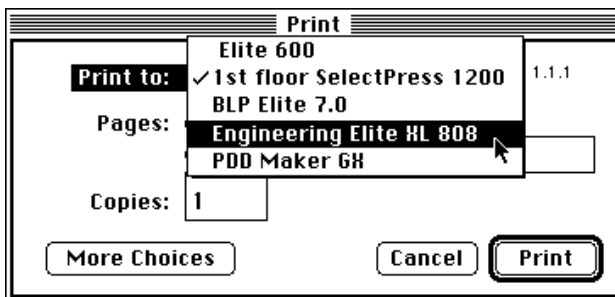 Print
Elite 600
Print to: ✓1st floor SelectPress 1200 1.1.1
BLP Elite 7.0
Pages:
Engineering Elite XL 808
PDD Maker GX
Copies: 1
More Choices Cancel Print